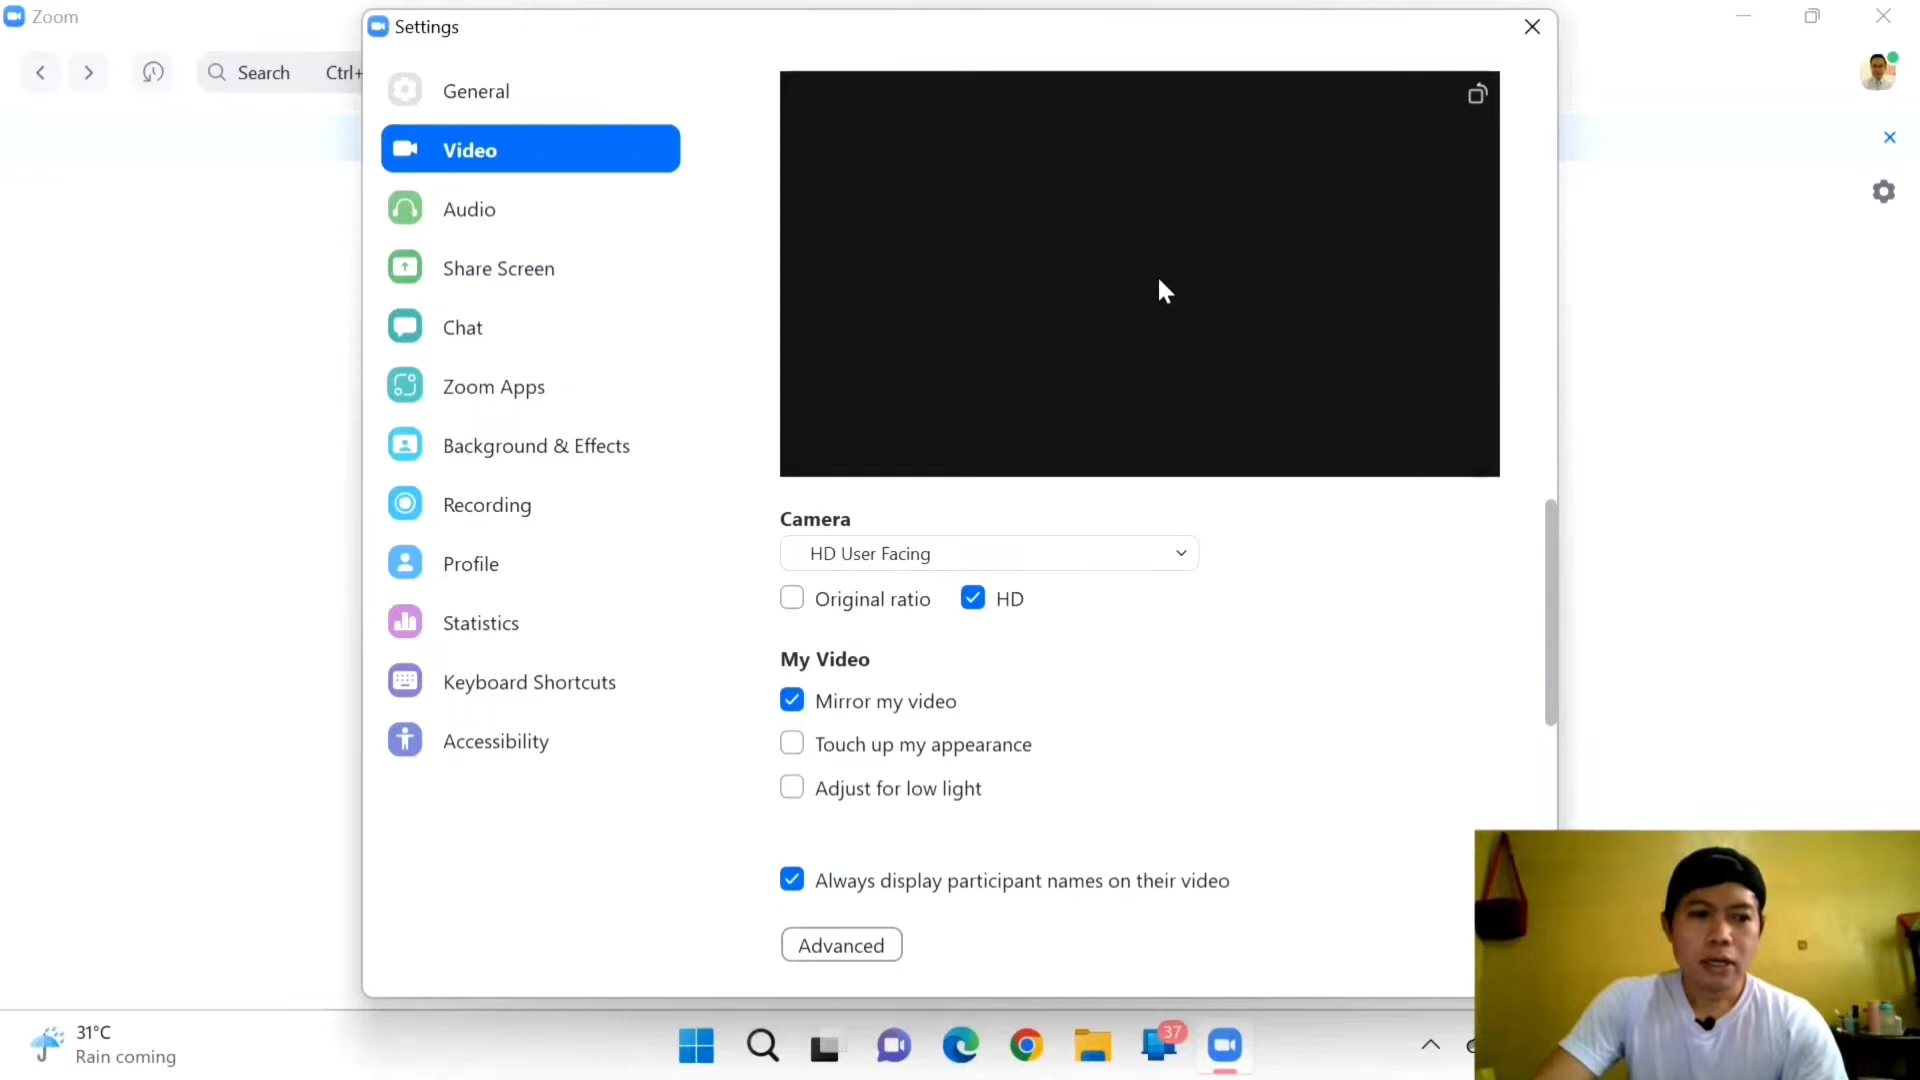 Zoom
Settings
Search Ctrl+
General
Video
Audio
Share Screen
Chat
Zoom Apps
Background & Effects
Recording
Profile
Statistics
Keyboard Shortcuts
Accessibility
Camera
HD User Facing
Original ratio HD
My Video
Mirror my video
Touch up my appearance
Adjust for low light
Always display participant names on their video
Advanced
31°C
Rain coming
37